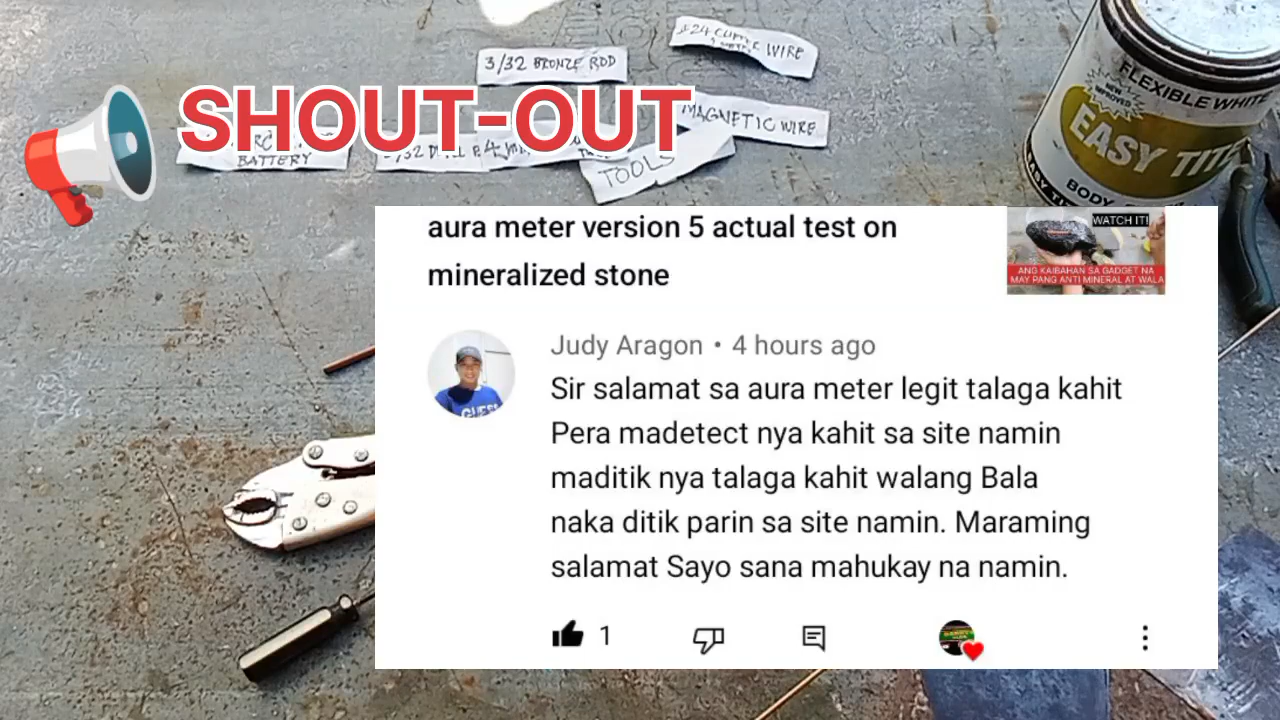 #24 COPPER WIRE
3/32 BRONZE ROD
SHOUT-OUT
MAGNETIC WIRE
BATTERY
TOOLS
FLEXIBLE WHITE
NEW
IMPROVED
EASY TITE
BODY
aura meter version 5 actual test on
mineralized stone
WATCH IT!
ANG KAIBAHAN SA GADGET NA
MAY PANG ANTI MINERAL AT WALA
Judy Aragon • 4 hours ago
Sir salamat sa aura meter legit talaga kahit
Pera madetect nya kahit sa site namin
maditik nya talaga kahit walang Bala
naka ditik parin sa site namin. Maraming
salamat Sayo sana mahukay na namin.
GUESS
1